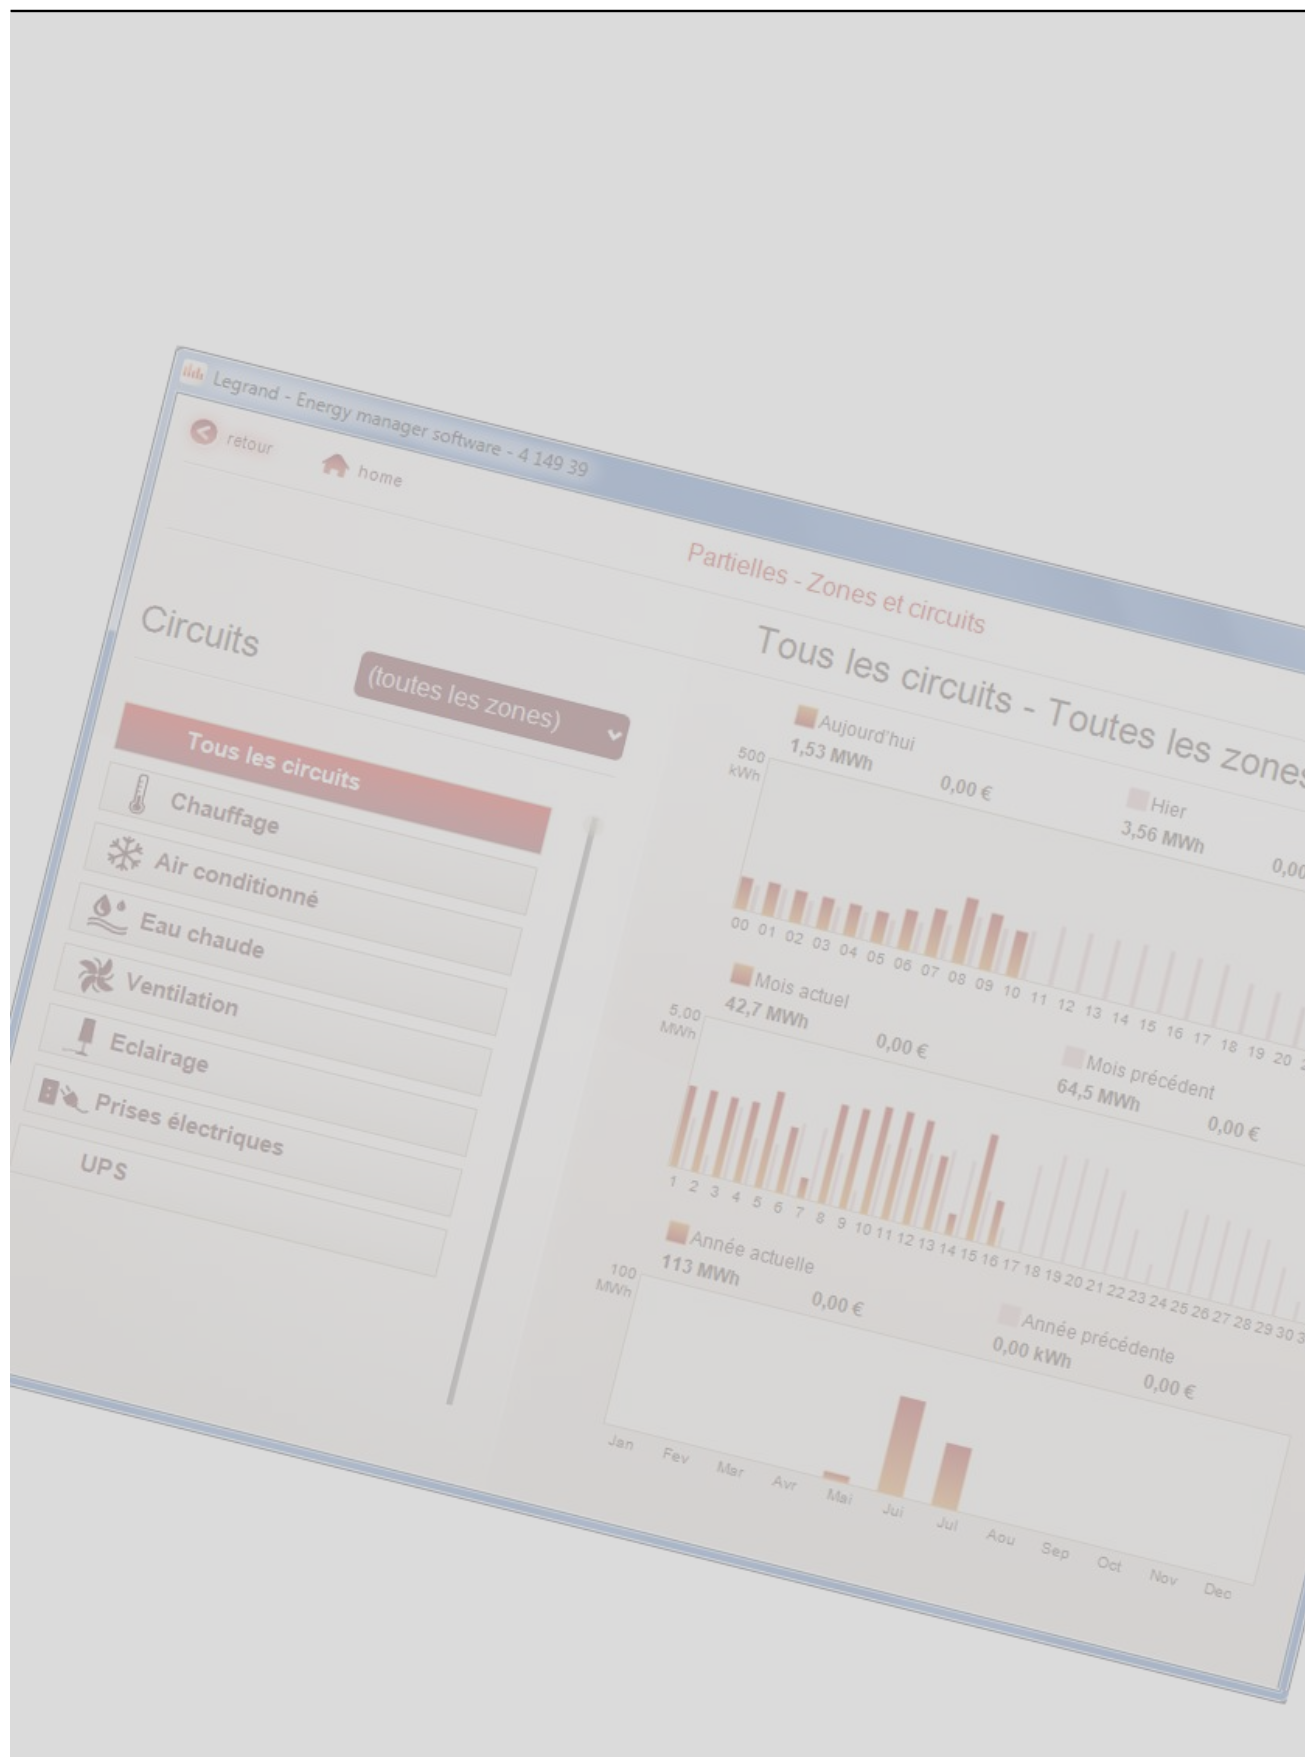 Legrand - Energy manager software - 4 149 39
retour home
Partielles - Zones et circuits
Circuits
(toutes les zones)
Tous les circuits
Chauffage
Air conditionné
Eau chaude
Ventilation
Eclairage
Prises électriques
UPS
Tous les circuits - Toutes les zones
Aujourd'hui
1,53 MWh 0,00 €
Hier
3,56 MWh 0,00
500
kWh
00 01 02 03 04 05 06 07 08 09 10 11 12 13 14 15 16 17 18 19 20
Mois actuel
42,7 MWh 0,00 €
Mois précédent
64,5 MWh 0,00 €
5,00
MWh
1 2 3 4 5 6 7 8 9 10 11 12 13 14 15 16 17 18 19 20 21 22 23 24 25 26 27 28 29 30
Année actuelle
113 MWh 0,00 €
Année précédente
0,00 kWh 0,00 €
100
MWh
Jan Fev Mar Avr Mai Jui Jul Aou Sep Oct Nov Dec